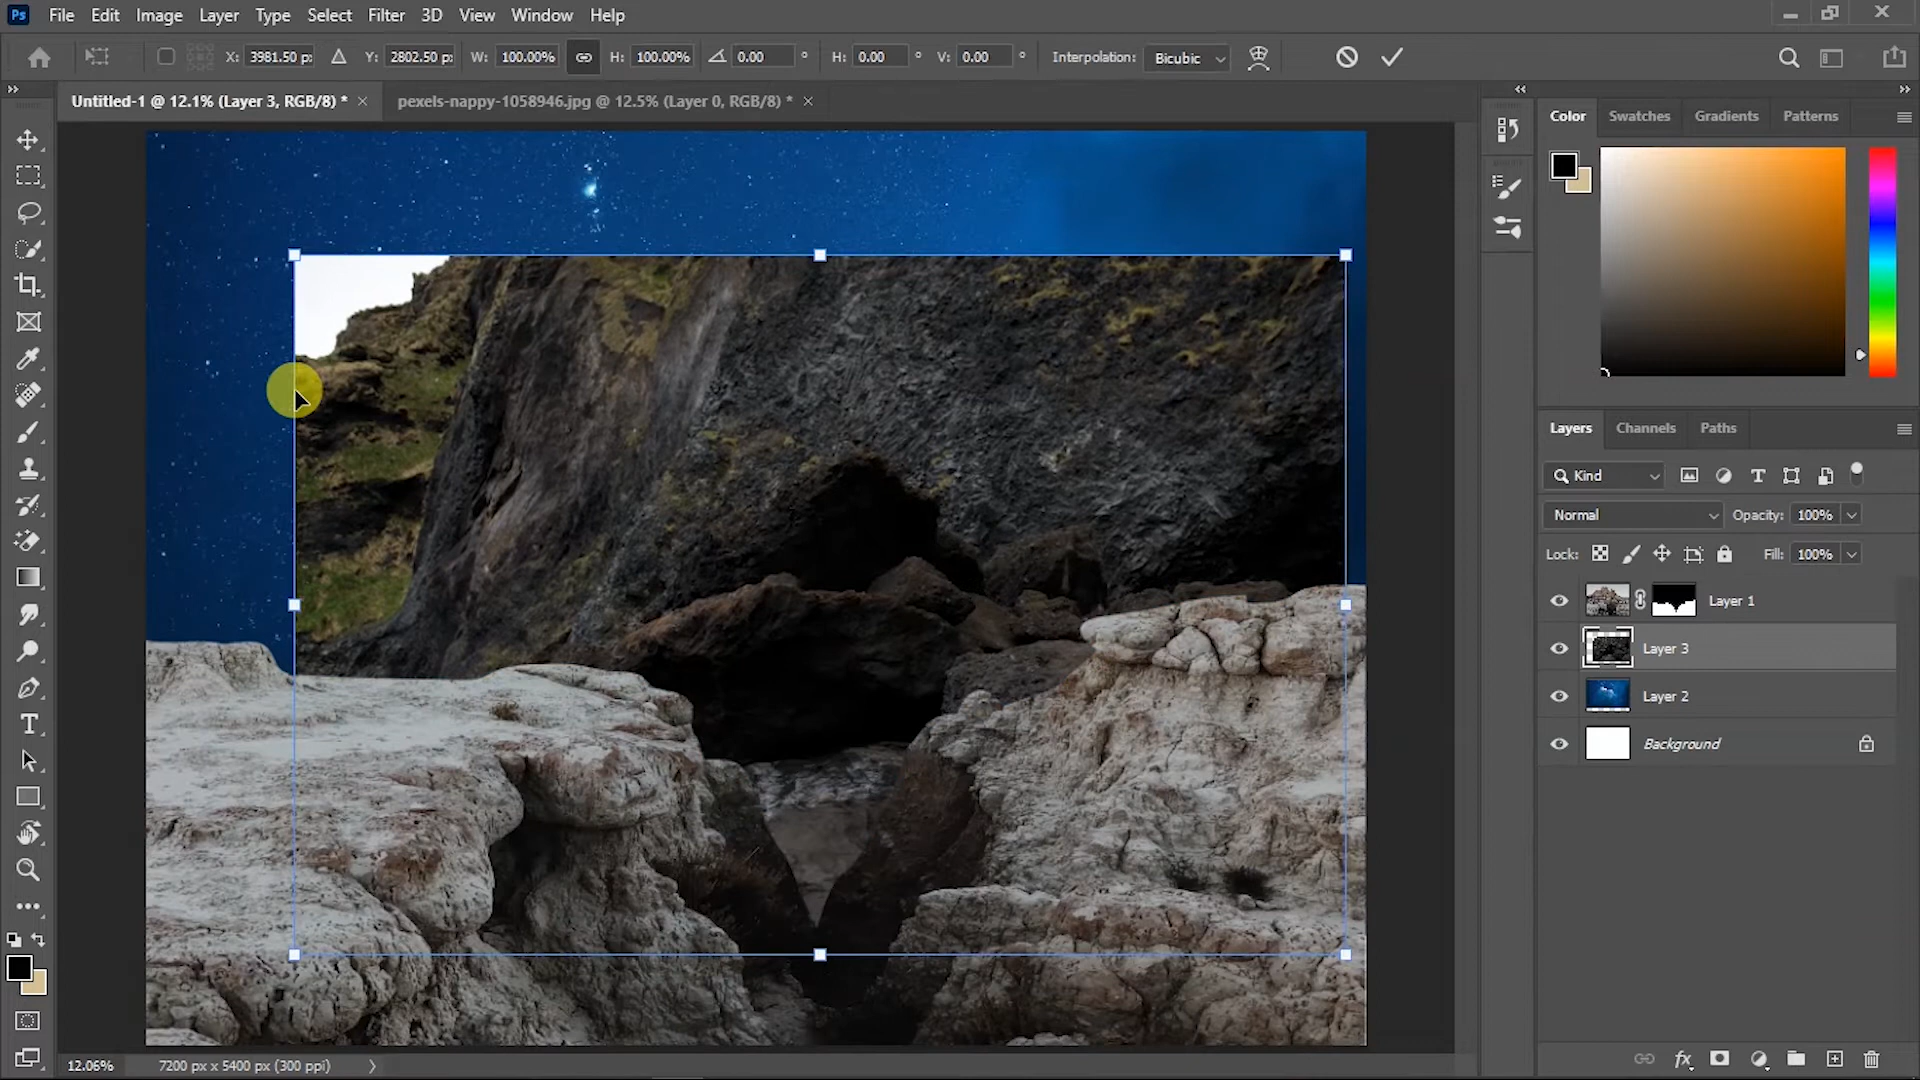 Ps File Edit Image Layer Type Select Filter 3D View Window Help
X: 3981.50 p Y: 2802.50 p W: 100.00% H: 100.00% 0.00 ° H: 0.00 ° V: 0.00 ° Interpolation: Bicubic
Untitled-1 @ 12.1% (Layer 3, RGB/8) * × pexels-nappy-1058946.jpg @ 12.5% (Layer 0, RGB/8) * ×
Color Swatches Gradients Patterns
Layers Channels Paths
Kind
Normal Opacity: 100%
Lock: Fill: 100%
Layer 1
Layer 3
Layer 2
Background
12.06% 7200 px x 5400 px (300 ppi)